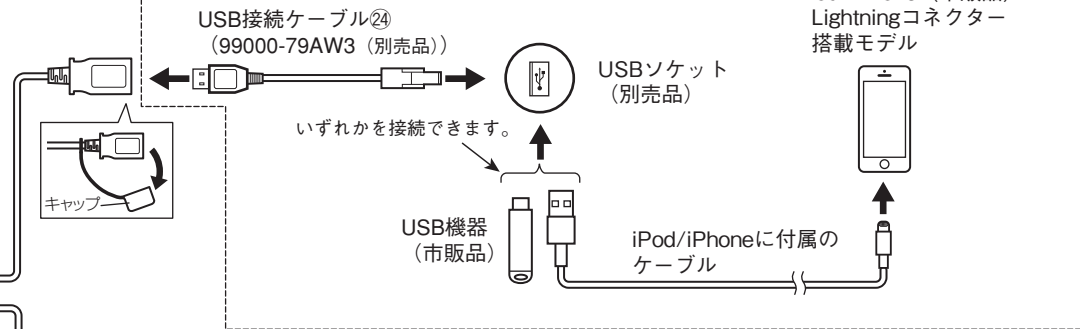 USB接続ケーブル㉔
（99000-79AW3（別売品））
Lightningコネクター
搭載モデル
USBソケット
（別売品）
いずれかを接続できます。
キャップ
USB機器
（市販品）
iPod/iPhoneに付属の
ケーブル